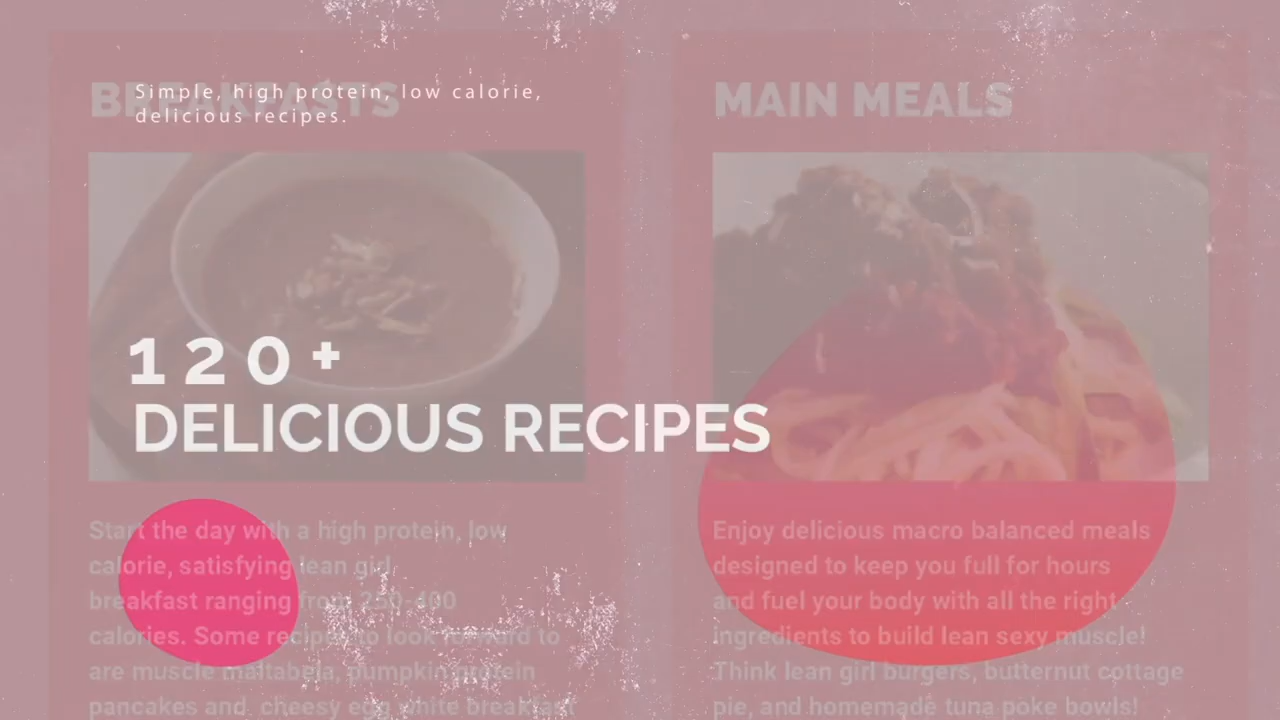 Simple, high protein, low calorie,
delicious recipes.
BREAKFASTS
120+
DELICIOUS RECIPES
Start the day with a high protein, low
calorie, satisfying lean girl
breakfast ranging from 250-400
calories. Some recipes to look forward to
are muscle maltabela, pumpkin protein
pancakes and cheesy egg white breakfast
MAIN MEALS
Enjoy delicious macro balanced meals
designed to keep you full for hours
and fuel your body with all the right
ingredients to build lean sexy muscle!
Think lean girl burgers, butternut cottage
pie, and homemade tuna poke bowls!